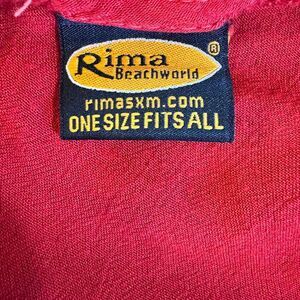 Rima®
Beachworld
rimasxm.com
ONE SIZE FITS ALL